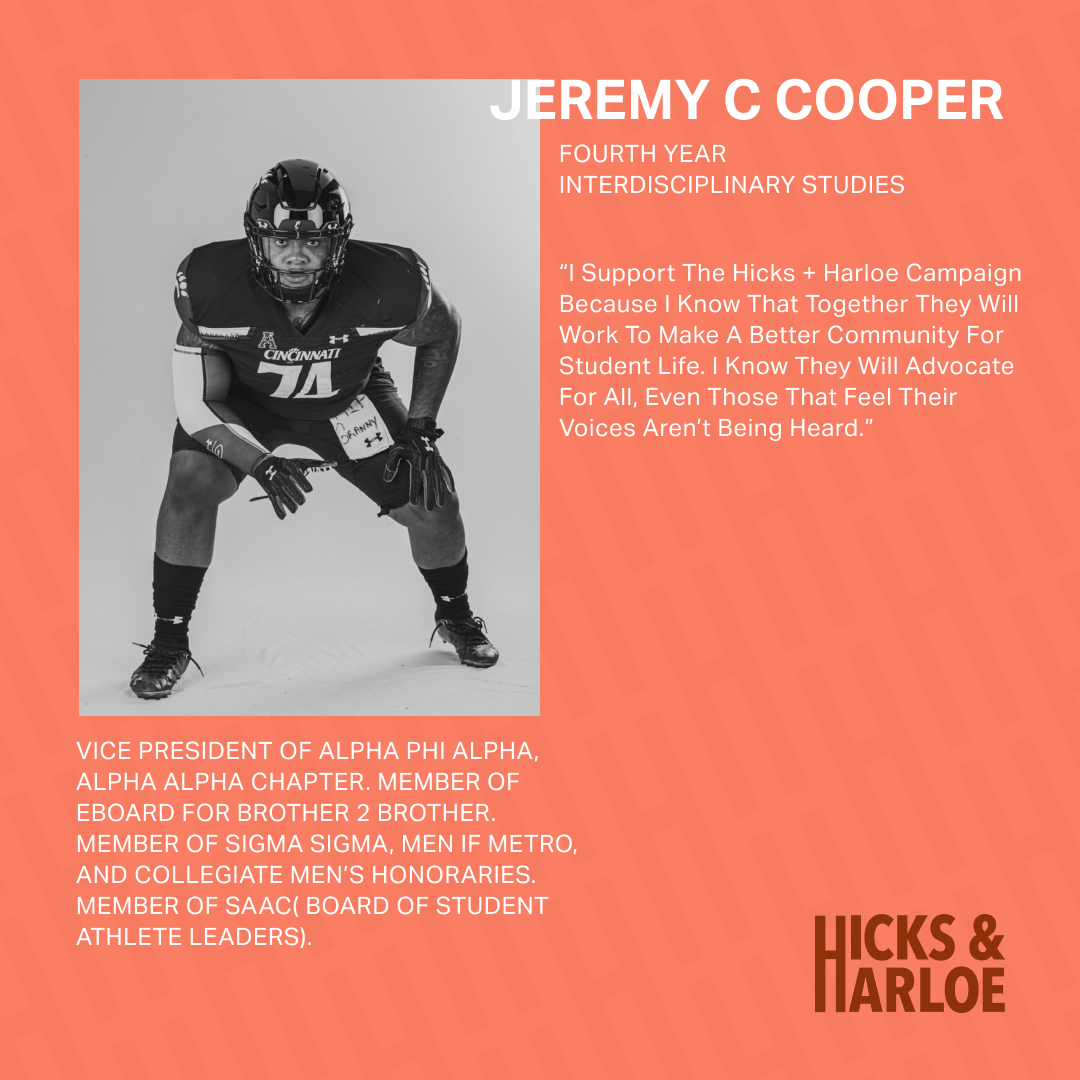 JEREMY C COOPER
FOURTH YEAR
INTERDISCIPLINARY STUDIES
“I Support The Hicks + Harloe Campaign
Because I Know That Together They Will
Work To Make A Better Community For
Student Life. I Know They Will Advocate
For All, Even Those That Feel Their
Voices Aren’t Being Heard.”
CINCINNATI
74
RIP
GRANNY
VICE PRESIDENT OF ALPHA PHI ALPHA,
ALPHA ALPHA CHAPTER. MEMBER OF
EBOARD FOR BROTHER 2 BROTHER.
MEMBER OF SIGMA SIGMA, MEN IF METRO,
AND COLLEGIATE MEN’S HONORARIES.
MEMBER OF SAAC( BOARD OF STUDENT
ATHLETE LEADERS).
HICKS &
HARLOE